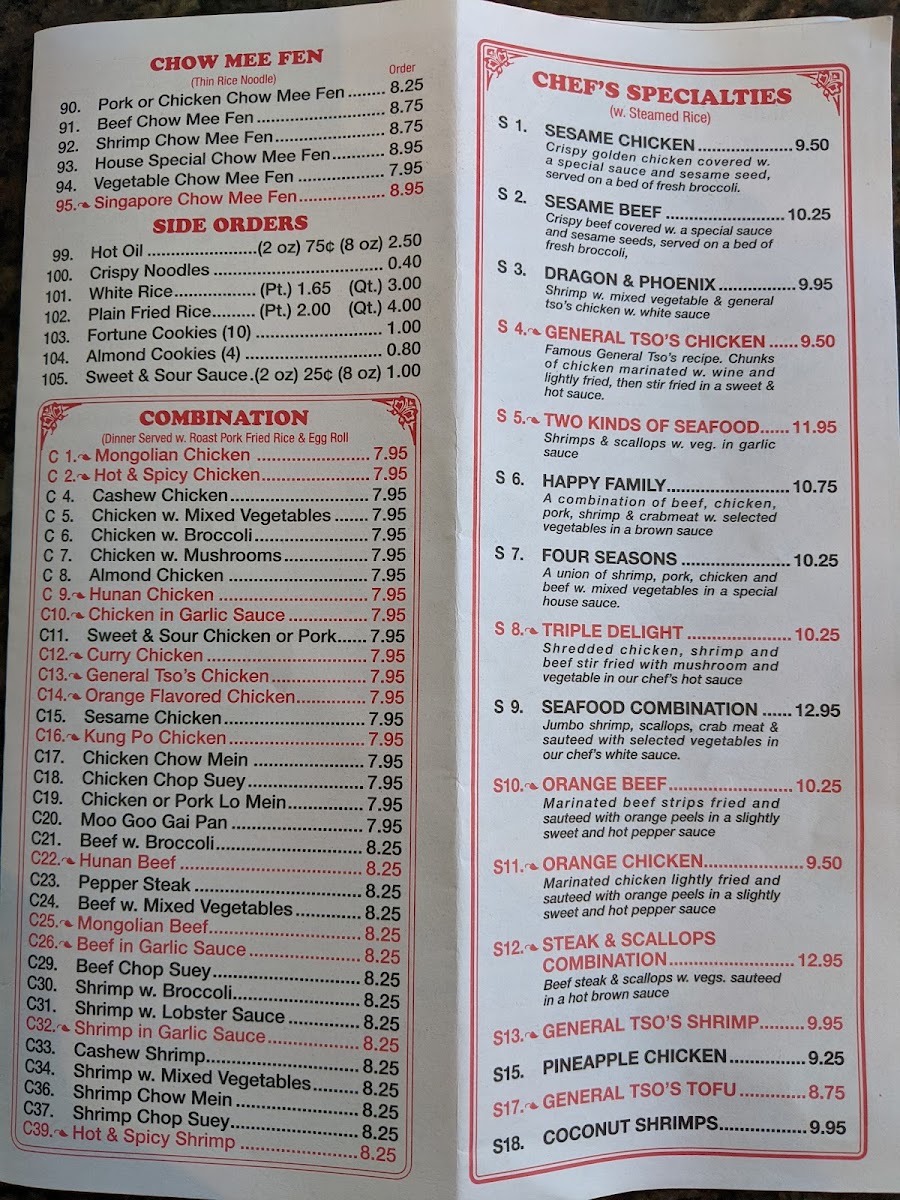 CHOW MEE FEN
(Thin Rice Noodle)
Order
90. Pork or Chicken Chow Mee Fen ........ 8.25
91. Beef Chow Mee Fen ........ 8.75
92. Shrimp Chow Mee Fen ........ 8.75
93. House Special Chow Mee Fen ........ 8.95
94. Vegetable Chow Mee Fen ........ 7.95
95. Singapore Chow Mee Fen ........ 8.95
SIDE ORDERS
99. Hot Oil ........ (2 oz) 75¢ (8 oz) 2.50
100. Crispy Noodles ........ 0.40
101. White Rice ........ (Pt.) 1.65 (Qt.) 3.00
102. Plain Fried Rice ........ (Pt.) 2.00 (Qt.) 4.00
103. Fortune Cookies (10) ........ 1.00
104. Almond Cookies (4) ........ 0.80
105. Sweet & Sour Sauce . (2 oz) 25¢ (8 oz) 1.00
COMBINATION
(Dinner Served w. Roast Pork Fried Rice & Egg Roll
C 1. Mongolian Chicken ........ 7.95
C 2. Hot & Spicy Chicken ........ 7.95
C 4. Cashew Chicken ........ 7.95
C 5. Chicken w. Mixed Vegetables ....... 7.95
C 6. Chicken w. Broccoli ........ 7.95
C 7. Chicken w. Mushrooms ........ 7.95
C 8. Almond Chicken ........ 7.95
C 9. Hunan Chicken ........ 7.95
C10. Chicken in Garlic Sauce ........ 7.95
C11. Sweet & Sour Chicken or Pork ...... 7.95
C12. Curry Chicken ........ 7.95
C13. General Tso's Chicken ........ 7.95
C14. Orange Flavored Chicken ........ 7.95
C15. Sesame Chicken ........ 7.95
C16. Kung Po Chicken ........ 7.95
C17. Chicken Chow Mein ........ 7.95
C18. Chicken Chop Suey ........ 7.95
C19. Chicken or Pork Lo Mein ........ 7.95
C20. Moo Goo Gai Pan ........ 7.95
C21. Beef w. Broccoli ........ 8.25
C22. Hunan Beef ........ 8.25
C23. Pepper Steak ........ 8.25
C24. Beef w. Mixed Vegetables ........ 8.25
C25. Mongolian Beef ........ 8.25
C26. Beef in Garlic Sauce ........ 8.25
C29. Beef Chop Suey ........ 8.25
C30. Shrimp w. Broccoli ........ 8.25
C31. Shrimp w. Lobster Sauce ........ 8.25
C32. Shrimp in Garlic Sauce ........ 8.25
C33. Cashew Shrimp ........ 8.25
C34. Shrimp w. Mixed Vegetables ........ 8.25
C36. Shrimp Chow Mein ........ 8.25
C37. Shrimp Chop Suey ........ 8.25
C39. Hot & Spicy Shrimp ........ 8.25
CHEF'S SPECIALTIES
(w. Steamed Rice)
S 1. SESAME CHICKEN ........ 9.50
Crispy golden chicken covered w.
a special sauce and sesame seed,
served on a bed of fresh broccoli.
S 2. SESAME BEEF ........ 10.25
Crispy beef covered w. a special sauce
and sesame seeds, served on a bed of
fresh broccoli,
S 3. DRAGON & PHOENIX ........ 9.95
Shrimp w. mixed vegetable & general
tso's chicken w. white sauce
S 4. GENERAL TSO'S CHICKEN ...... 9.50
Famous General Tso's recipe. Chunks
of chicken marinated w. wine and
lightly fried, then stir fried in a sweet &
hot sauce.
S 5. TWO KINDS OF SEAFOOD ...... 11.95
Shrimps & scallops w. veg. in garlic
sauce
S 6. HAPPY FAMILY ........ 10.75
A combination of beef, chicken,
pork, shrimp & crabmeat w. selected
vegetables in a brown sauce
S 7. FOUR SEASONS ........ 10.25
A union of shrimp, pork, chicken and
beef w. mixed vegetables in a special
house sauce.
S 8. TRIPLE DELIGHT ........ 10.25
Shredded chicken, shrimp and
beef stir fried with mushroom and
vegetable in our chef's hot sauce
S 9. SEAFOOD COMBINATION ...... 12.95
Jumbo shrimp, scallops, crab meat &
sauteed with selected vegetables in
our chef's white sauce.
S10. ORANGE BEEF ........ 10.25
Marinated beef strips fried and
sauteed with orange peels in a slightly
sweet and hot pepper sauce
S11. ORANGE CHICKEN ........ 9.50
Marinated chicken lightly fried and
sauteed with orange peels in a slightly
sweet and hot pepper sauce
S12. STEAK & SCALLOPS
COMBINATION ........ 12.95
Beef steak & scallops w. vegs. sauteed
in a hot brown sauce
S13. GENERAL TSO'S SHRIMP ........ 9.95
S15. PINEAPPLE CHICKEN ........ 9.25
S17. GENERAL TSO'S TOFU ........ 8.75
S18. COCONUT SHRIMPS ........ 9.95